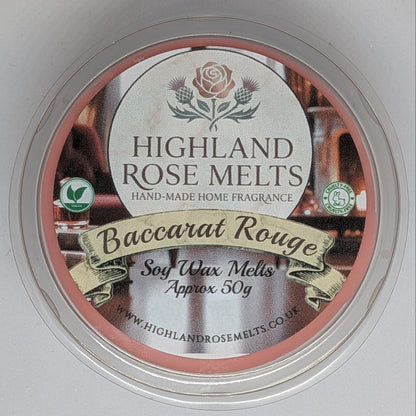 HIGHLAND
ROSE MELTS
HAND-MADE HOME FRAGRANCE
Baccarat Rouge
Soy Wax Melts
Approx 50g
WWW.HIGHLANDROSEMELTS.CO.UK